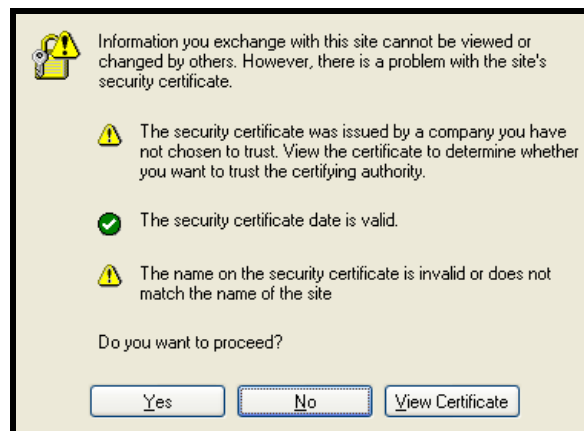 Information you exchange with this site cannot be viewed or
changed by others. However, there is a problem with the site's
security certificate.
The security certificate was issued by a company you have
not chosen to trust. View the certificate to determine whether
you want to trust the certifying authority.
The security certificate date is valid.
The name on the security certificate is invalid or does not
match the name of the site
Do you want to proceed?
Yes No View Certificate